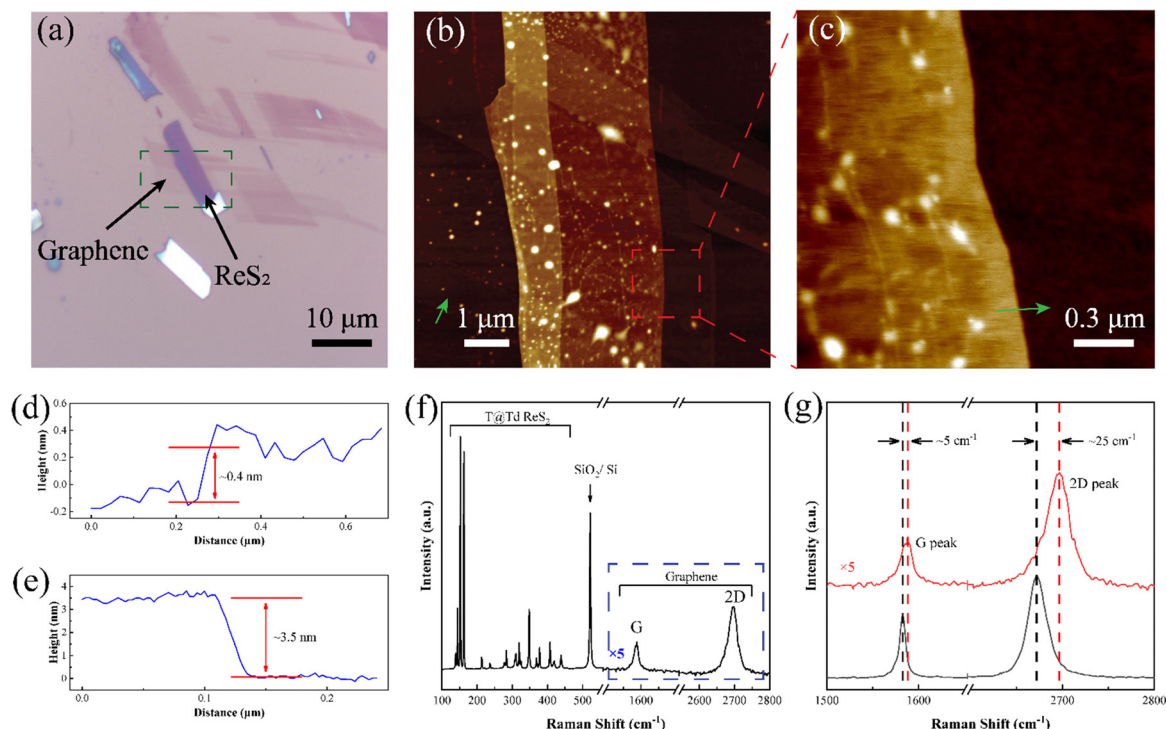 (a)
Graphene
ReS₂
10 μm
(b)
1 μm
(c)
0.3 μm
(d)
Height (nm)
0.6
0.4
0.2
0.0
-0.2
~0.4 nm
0.0 0.2 0.4 0.6
Distance (μm)
(e)
Height (nm)
4
3
2
1
0
~3.5 nm
0.0 0.1 0.2
Distance (μm)
(f)
Intensity (a.u.)
T@Td ReS₂
SiO₂/ Si
Graphene
G
2D
×5
100 200 300 400 500 1600 2700 2800
Raman Shift (cm⁻¹)
(g)
Intensity (a.u.)
~5 cm⁻¹
~25 cm⁻¹
2D peak
G peak
×5
1500 1600 2700 2800
Raman Shift (cm⁻¹)